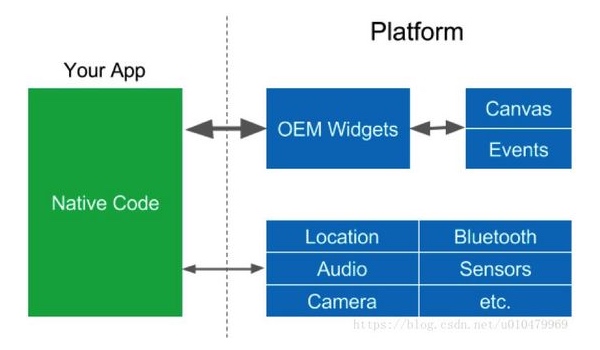 Platform
Your App
Native Code
OEM Widgets
Canvas
Events
Location
Bluetooth
Audio
Sensors
Camera
etc.
https://blog.csdn.net/u010479969